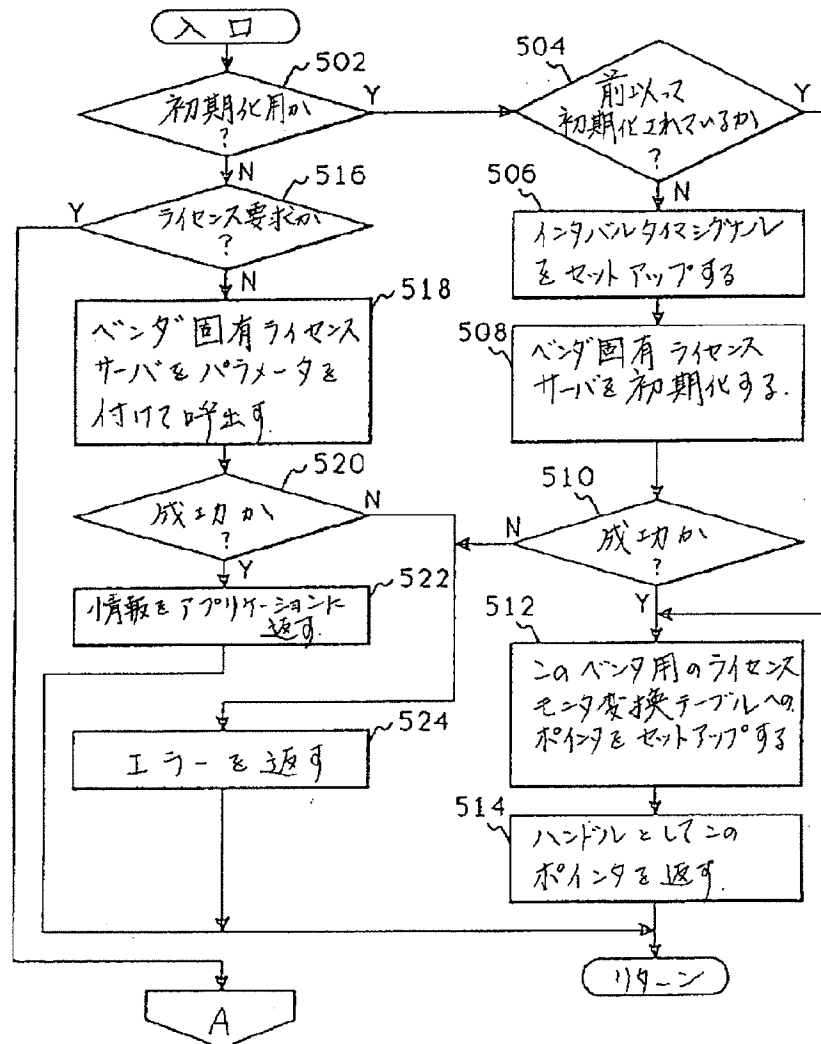 入口
502
初期化用か
?
Y
N
504
前以って
初期化されているか
?
Y
N
506
インタバルタイマシグナル
をセットアップする
508
ベンダ固有ライセンス
サーバを初期化する.
510
成功か
?
N
Y
512
このベンタ用のライセンス
モニタ変換テーブルへの
ポインタをセットアップする
514
ハンドルとしてこの
ポインタを返す.
リターン
516
ライセンス要求か
?
Y
N
518
ベンダ固有ライセンス
サーバをパラメータを
付けて呼出す.
520
成功か
?
N
Y
522
情報をアプリケーションに
返す.
524
エラーを返す
A